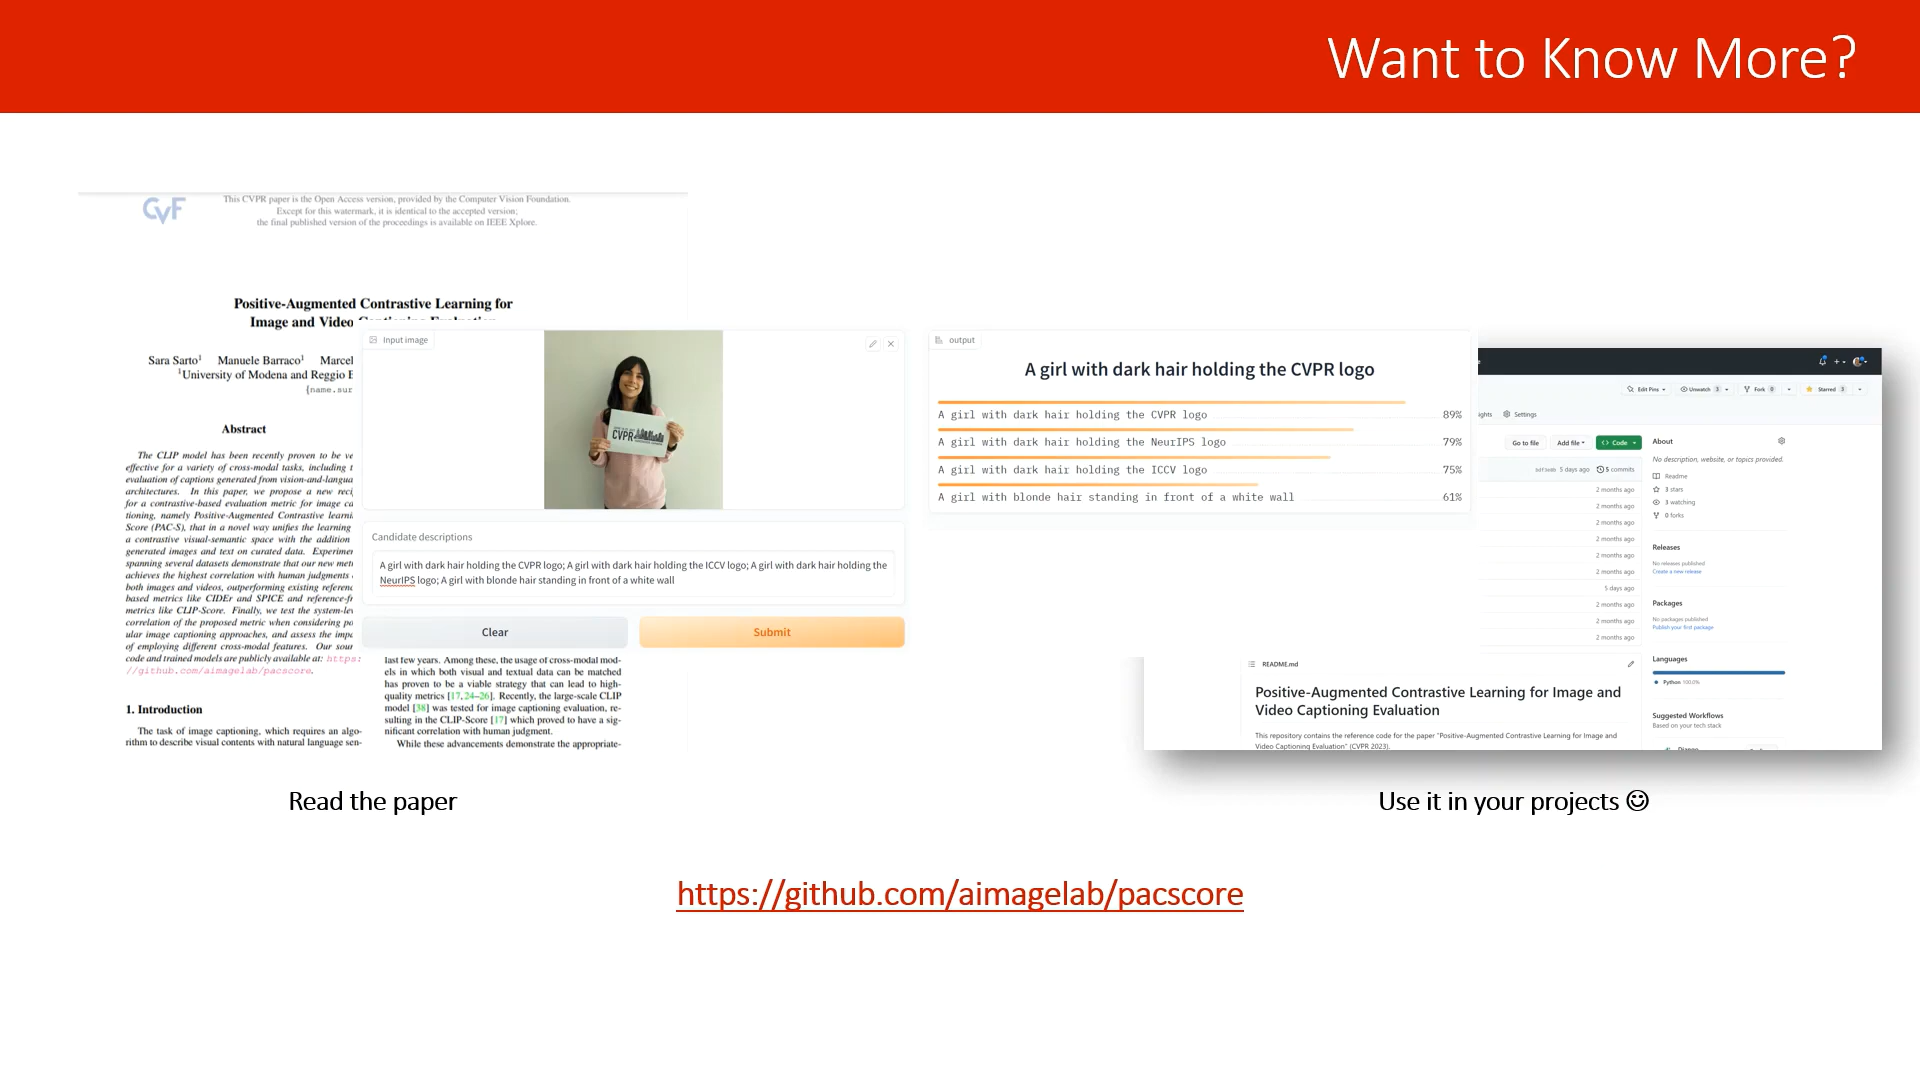 Want to Know More?
CVF
This CVPR paper is the Open Access version, provided by the Computer Vision Foundation.
Except for this watermark, it is identical to the accepted version;
the final published version of the proceedings is available on IEEE Xplore.
Positive-Augmented Contrastive Learning for
Image and Video
Sara Sarto¹ Manuele Barraco¹ Marcel
¹University of Modena and Reggio E
{name.sur
Abstract
The CLIP model has been recently proven to be ve
effective for a variety of cross-modal tasks, including t
evaluation of captions generated from vision-and-langua
architectures. In this paper, we propose a new reci
for a contrastive-based evaluation metric for image ca
tioning, namely Positive-Augmented Contrastive learni
Score (PAC-S), that in a novel way unifies the learning
a contrastive visual-semantic space with the addition
generated images and text on curated data. Experimen
spanning several datasets demonstrate that our new metr
achieves the highest correlation with human judgments
both images and videos, outperforming existing referenc
based metrics like CIDEr and SPICE and reference-fr
metrics like CLIP-Score. Finally, we test the system-lev
correlation of the proposed metric when considering po
ular image captioning approaches, and assess the impa
of employing different cross-modal features. Our sour
code and trained models are publicly available at: https:
//github.com/aimagelab/pacscore.
1. Introduction
The task of image captioning, which requires an algo-
rithm to describe visual contents with natural language sen-
last few years. Among these, the usage of cross-modal mod-
els in which both visual and textual data can be matched
has proven to be a viable strategy that can lead to high-
quality metrics [17,24–26]. Recently, the large-scale CLIP
model [38] was tested for image captioning evaluation, re-
sulting in the CLIP-Score [17] which proved to have a sig-
nificant correlation with human judgment.
While these advancements demonstrate the appropriate-
Input image
CVPR
Candidate descriptions
A girl with dark hair holding the CVPR logo; A girl with dark hair holding the ICCV logo; A girl with dark hair holding the
NeurIPS logo; A girl with blonde hair standing in front of a white wall
Clear
Submit
output
A girl with dark hair holding the CVPR logo
A girl with dark hair holding the CVPR logo 89%
A girl with dark hair holding the NeurIPS logo 79%
A girl with dark hair holding the ICCV logo 75%
A girl with blonde hair standing in front of a white wall 61%
Edit Pins Unwatch 3 Fork 0 Starred 3
ights Settings
Go to file Add file Code
5 days ago 5 commits
2 months ago
2 months ago
2 months ago
2 months ago
2 months ago
2 months ago
5 days ago
2 months ago
2 months ago
2 months ago
About
No description, website, or topics provided.
Readme
3 stars
3 watching
0 forks
Releases
No releases published
Create a new release
Packages
No packages published
Publish your first package
Languages
Python 100.0%
Suggested Workflows
Based on your tech stack
Django
README.md
Positive-Augmented Contrastive Learning for Image and
Video Captioning Evaluation
This repository contains the reference code for the paper "Positive-Augmented Contrastive Learning for Image and
Video Captioning Evaluation" (CVPR 2023).
Read the paper
Use it in your projects ☺
https://github.com/aimagelab/pacscore